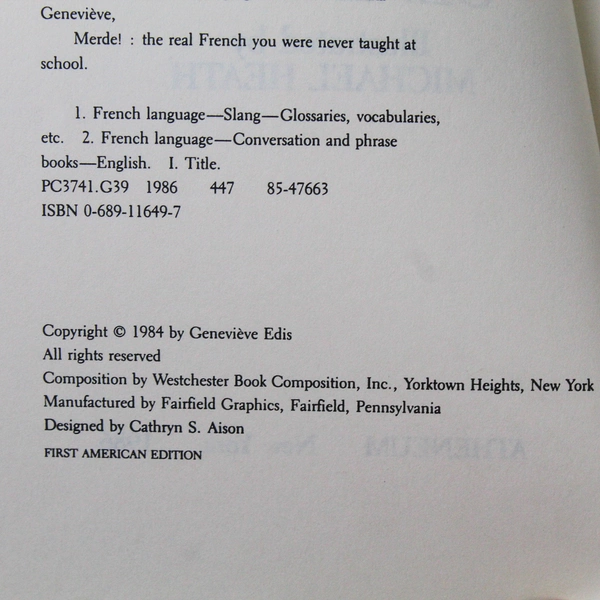 Geneviève,
Merde! : the real French you were never taught at
school.
1. French language—Slang—Glossaries, vocabularies,
etc. 2. French language—Conversation and phrase
books—English. I. Title.
PC3741.G39 1986 447 85-47663
ISBN 0-689-11649-7
Copyright © 1984 by Geneviève Edis
All rights reserved
Composition by Westchester Book Composition, Inc., Yorktown Heights, New York
Manufactured by Fairfield Graphics, Fairfield, Pennsylvania
Designed by Cathryn S. Aison
FIRST AMERICAN EDITION